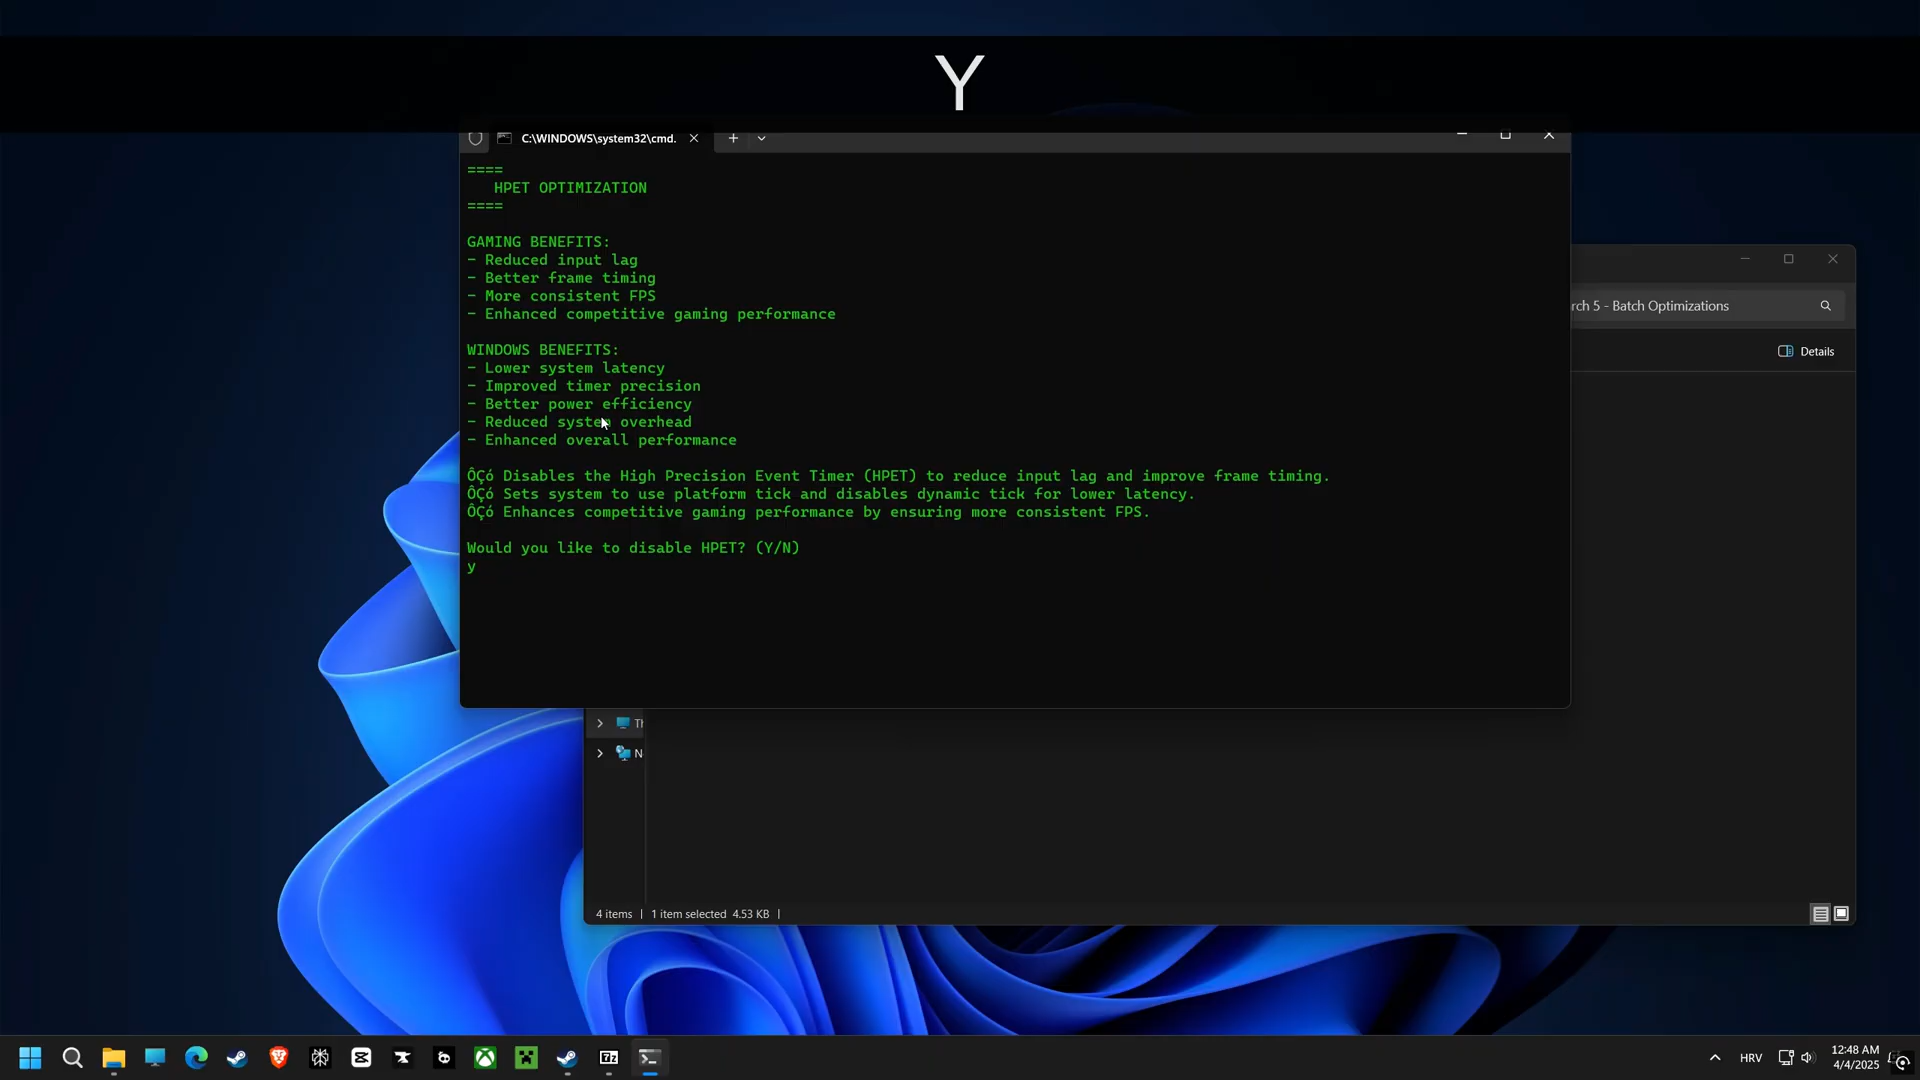 Y
C:\WINDOWS\system32\cmd.
====
HPET OPTIMIZATION
====
GAMING BENEFITS:
- Reduced input lag
- Better frame timing
- More consistent FPS
- Enhanced competitive gaming performance
WINDOWS BENEFITS:
- Lower system latency
- Improved timer precision
- Better power efficiency
- Reduced system overhead
- Enhanced overall performance
ÔÇó Disables the High Precision Event Timer (HPET) to reduce input lag and improve frame timing.
ÔÇó Sets system to use platform tick and disables dynamic tick for lower latency.
ÔÇó Enhances competitive gaming performance by ensuring more consistent FPS.
Would you like to disable HPET? (Y/N)
y
rch 5 - Batch Optimizations
Details
Th
N
4 items | 1 item selected 4.53 KB |
HRV
12:48 AM
4/4/2025